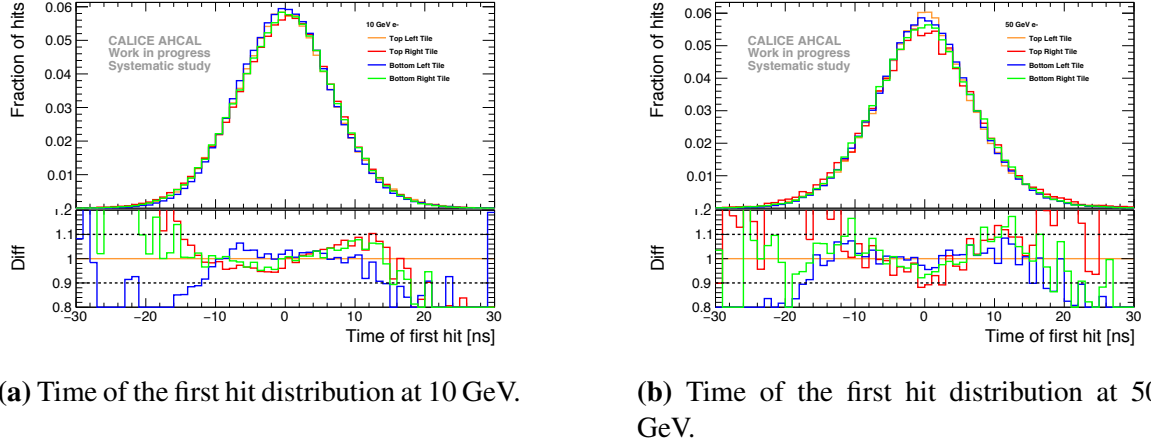 Fraction of hits
0.06
0.05
0.04
0.03
0.02
0.01
CALICE AHCAL
Work in progress
Systematic study
10 GeV e-
Top Left Tile
Top Right Tile
Bottom Left Tile
Bottom Right Tile
Diff
1.2
1.1
1
0.9
0.8
−30 −20 −10 0 10 20 30
Time of first hit [ns]
(a) Time of the first hit distribution at 10 GeV.
Fraction of hits
0.06
0.05
0.04
0.03
0.02
0.01
CALICE AHCAL
Work in progress
Systematic study
50 GeV e-
Top Left Tile
Top Right Tile
Bottom Left Tile
Bottom Right Tile
Diff
1.2
1.1
1
0.9
0.8
−30 −20 −10 0 10 20 30
Time of first hit [ns]
(b) Time of the first hit distribution at 50
GeV.